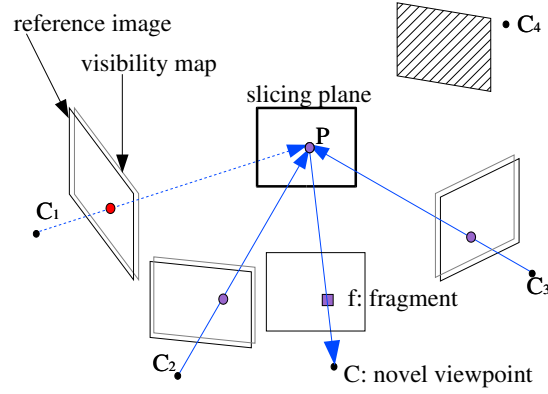 reference image
C4
visibility map
slicing plane
P
C1
C3
f: fragment
C2
C: novel viewpoint